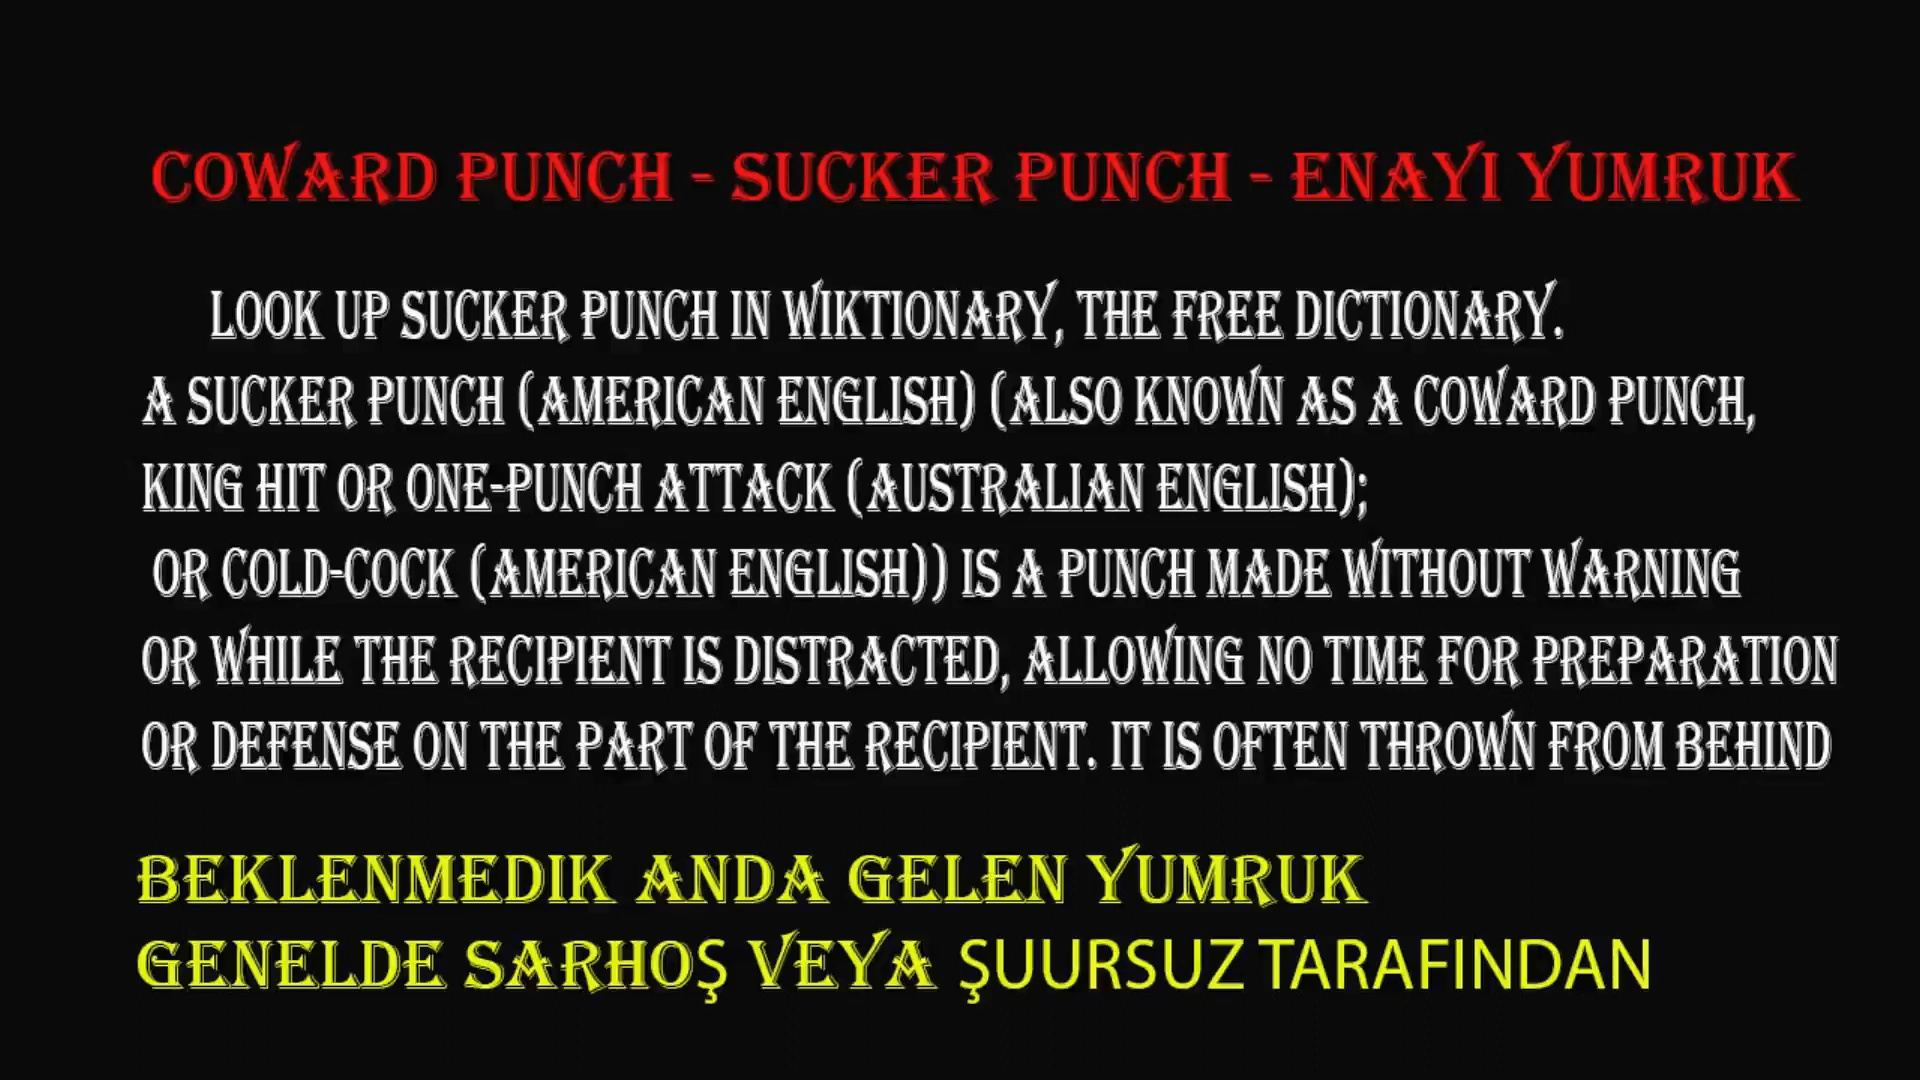 COWARD PUNCH - SUCKER PUNCH - ENAYI YUMRUK
LOOK UP SUCKER PUNCH IN WIKTIONARY, THE FREE DICTIONARY.
A SUCKER PUNCH (AMERICAN ENGLISH) (ALSO KNOWN AS A COWARD PUNCH,
KING HIT OR ONE-PUNCH ATTACK (AUSTRALIAN ENGLISH);
OR COLD-COCK (AMERICAN ENGLISH)) IS A PUNCH MADE WITHOUT WARNING
OR WHILE THE RECIPIENT IS DISTRACTED, ALLOWING NO TIME FOR PREPARATION
OR DEFENSE ON THE PART OF THE RECIPIENT. IT IS OFTEN THROWN FROM BEHIND
BEKLENMEDIK ANDA GELEN YUMRUK
GENELDE SARHOŞ VEYA ŞUURSUZ TARAFINDAN